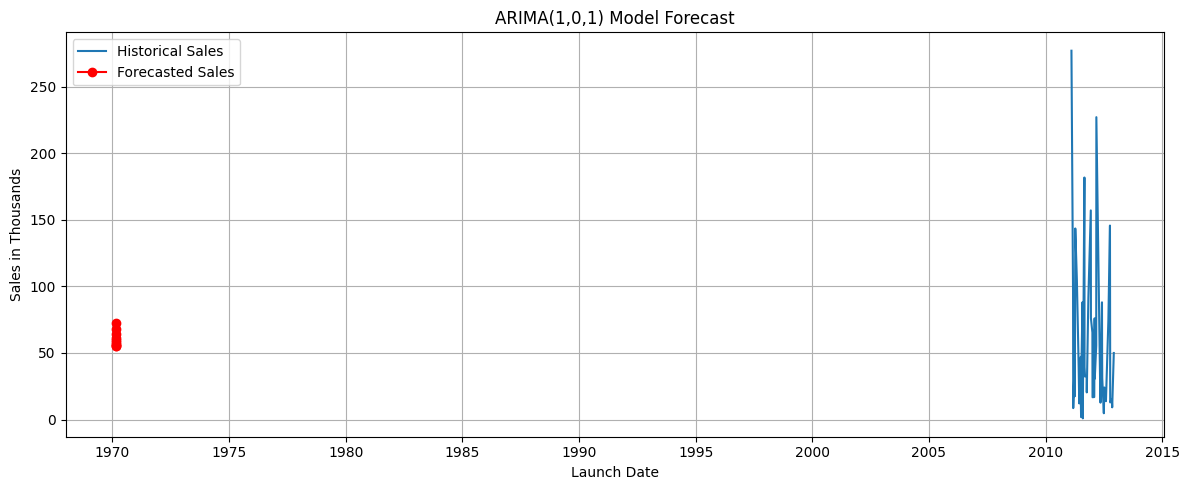 ARIMA(1,0,1) Model Forecast
Historical Sales
Forecasted Sales
Sales in Thousands
250
200
150
100
50
0
1970 1975 1980 1985 1990 1995 2000 2005 2010 2015
Launch Date